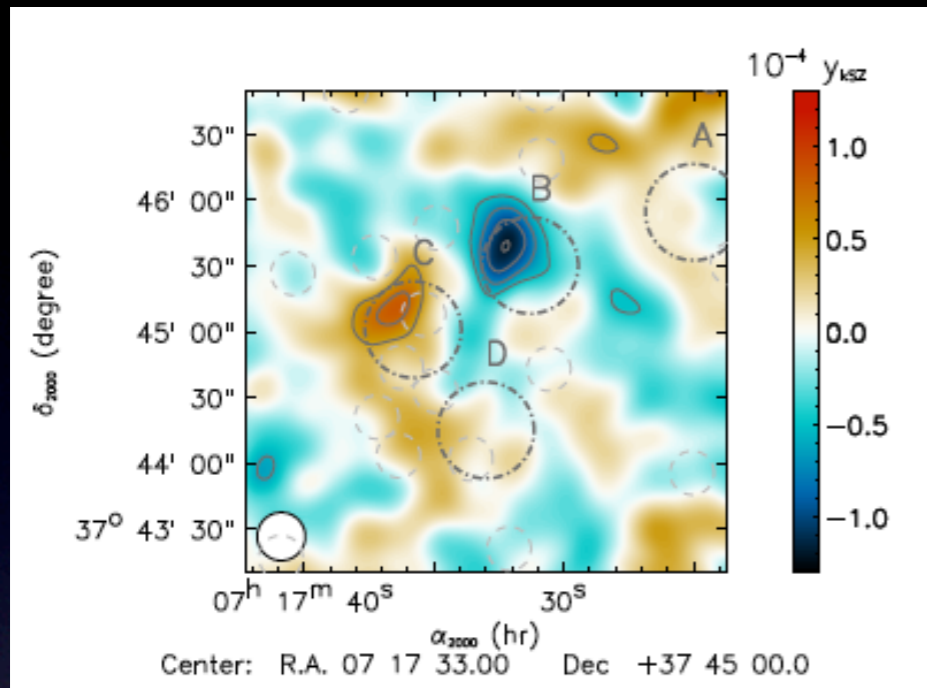 10⁻⁴ y_kSZ
30"
A
1.0
46' 00"
B
0.5
30"
C
0.0
45' 00"
D
30"
−0.5
44' 00"
−1.0
37° 43' 30"
07ʰ 17ᵐ 40ˢ 30ˢ
α₂₀₀₀ (hr)
δ₂₀₀₀ (degree)
Center: R.A. 07 17 33.00 Dec +37 45 00.0